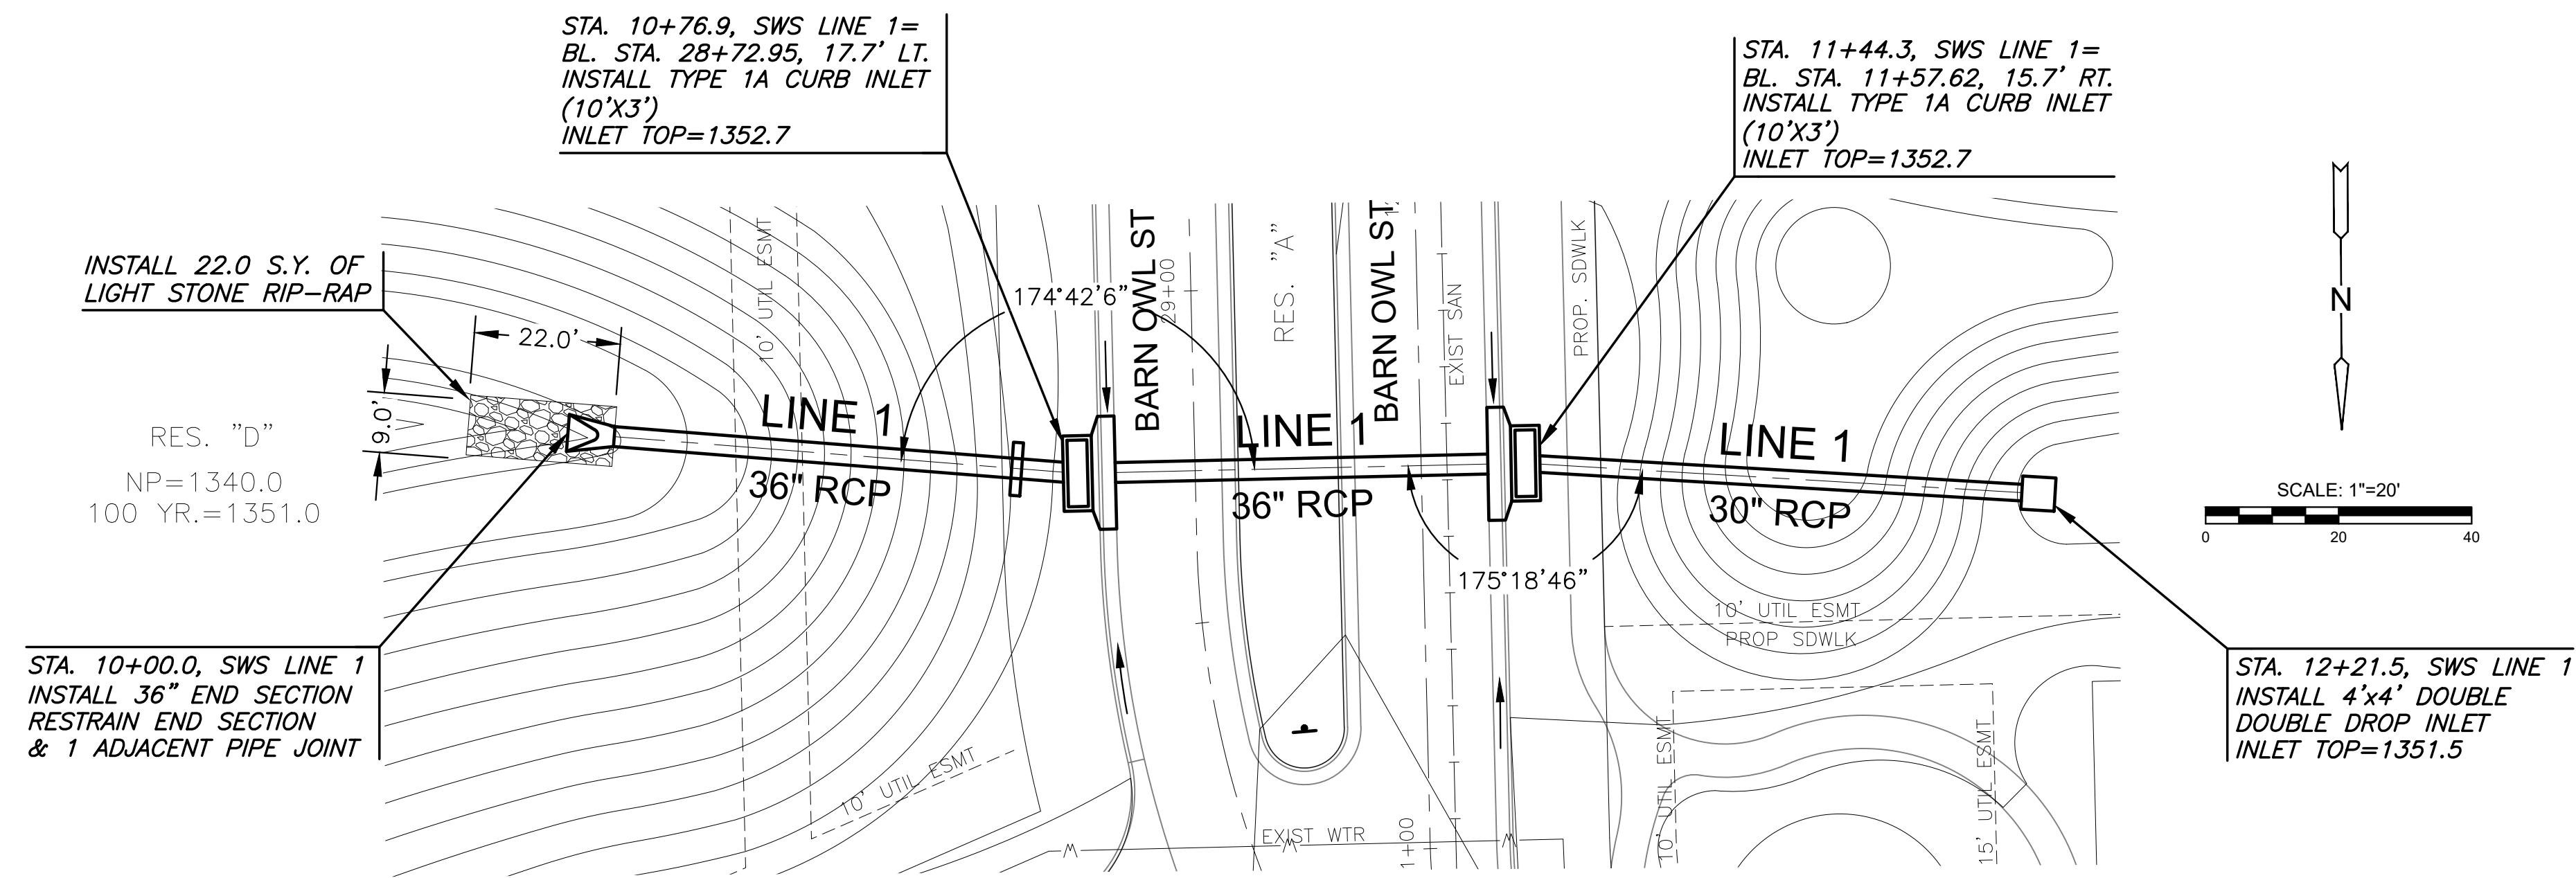 STA. 10+76.9, SWS LINE 1=
BL. STA. 28+72.95, 17.7' LT.
INSTALL TYPE 1A CURB INLET
(10'X3')
INLET TOP=1352.7
STA. 11+44.3, SWS LINE 1=
BL. STA. 11+57.62, 15.7' RT.
INSTALL TYPE 1A CURB INLET
(10'X3')
INLET TOP=1352.7
INSTALL 22.0 S.Y. OF
LIGHT STONE RIP-RAP
22.0'
9.0'
RES. "D"
NP=1340.0
100 YR.=1351.0
10' UTIL ESMT
174°42'6"
BARN OWL ST
29+00
RES. "A"
BARN OWL ST
EXIST SAN
PROP. SDWLK
N
LINE 1
36" RCP
LINE 1
36" RCP
LINE 1
30" RCP
SCALE: 1"=20'
0 20 40
175°18'46"
10' UTIL ESMT
PROP SDWLK
STA. 10+00.0, SWS LINE 1
INSTALL 36" END SECTION
RESTRAIN END SECTION
& 1 ADJACENT PIPE JOINT
STA. 12+21.5, SWS LINE 1
INSTALL 4'x4' DOUBLE
DOUBLE DROP INLET
INLET TOP=1351.5
10' UTIL ESMT
10' UTIL ESMT
15' UTIL ESMT
W EXIST WTR W W
1+00